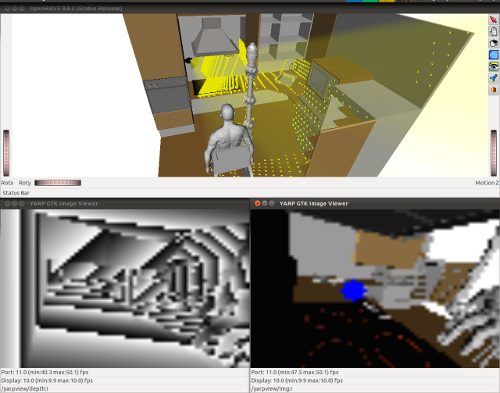 OpenRAVE 0.8.2 (Stable Release)
Rotx Roty Motion Z
Status Bar
YARP GTK Image Viewer
YARP GTK Image Viewer
Port: 11.0 (min:40.3 max:50.1) fps
Display: 10.0 (min:9.9 max:10.0) fps
/yarpview/depth:i
Port: 11.0 (min:47.5 max:50.1) fps
Display: 10.0 (min:9.9 max:10.0) fps
/yarpview/img:i